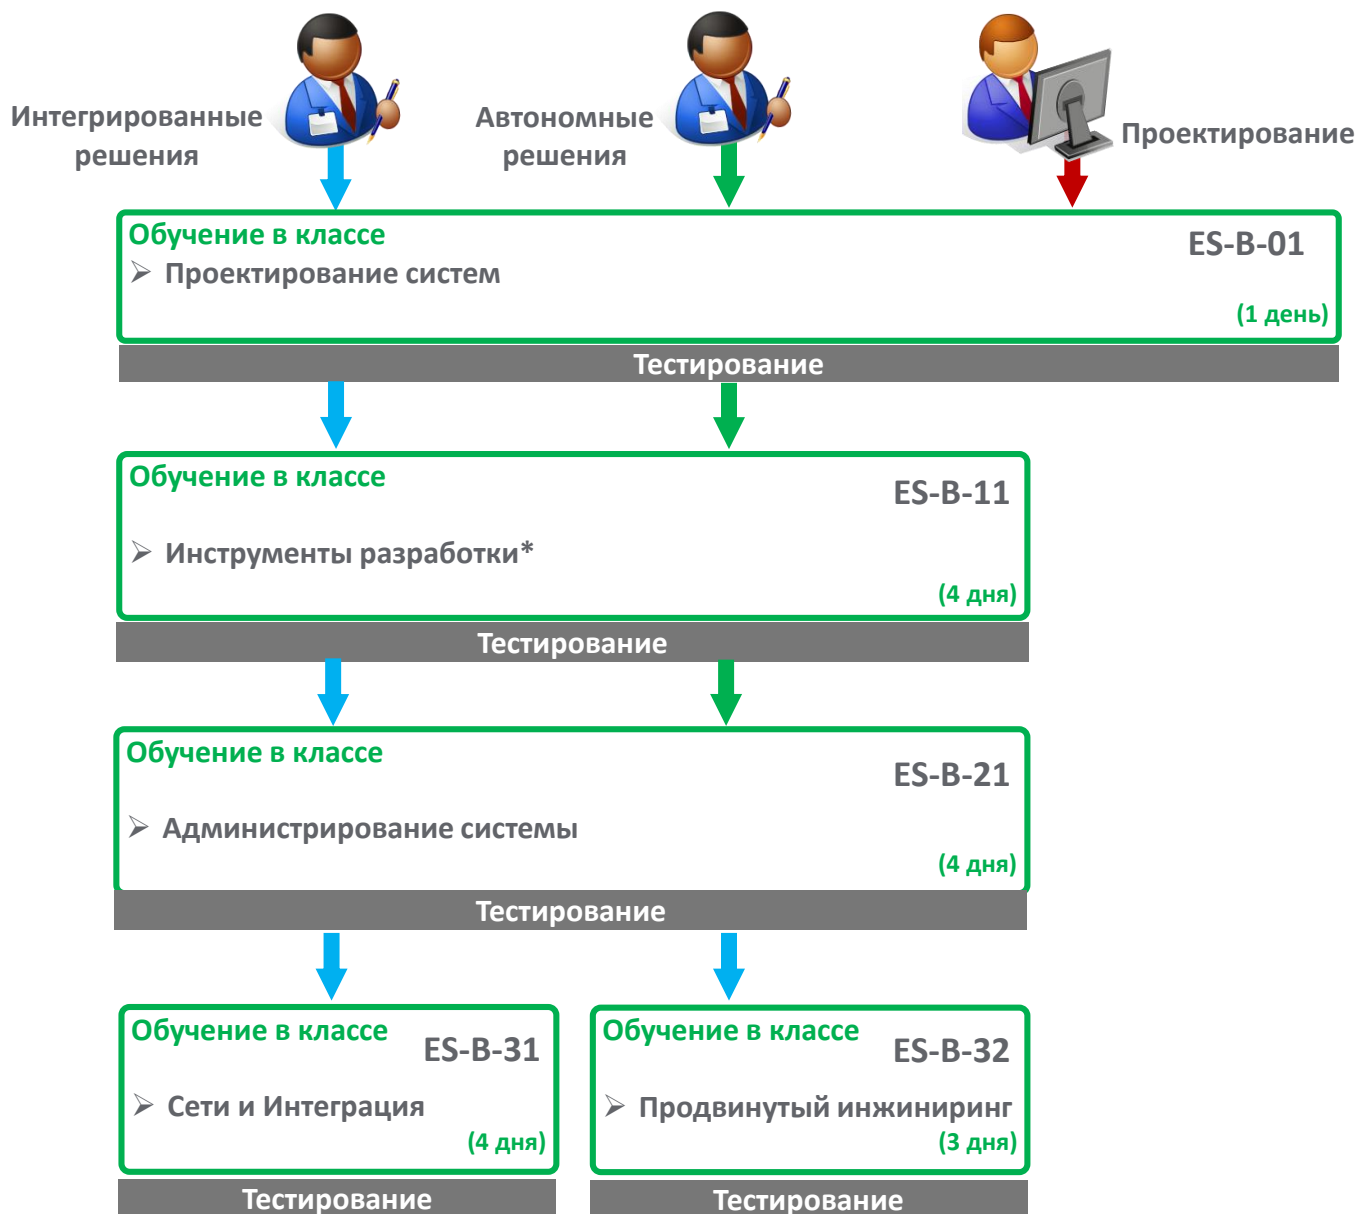 Интегрированные
решения
Автономные
решения
Проектирование
Обучение в классе
ES-B-01
➢ Проектирование систем
(1 день)
Тестирование
Обучение в классе
ES-B-11
➢ Инструменты разработки*
(4 дня)
Тестирование
Обучение в классе
ES-B-21
➢ Администрирование системы
(4 дня)
Тестирование
Обучение в классе
ES-B-31
➢ Сети и Интеграция
(4 дня)
Тестирование
Обучение в классе
ES-B-32
➢ Продвинутый инжиниринг
(3 дня)
Тестирование